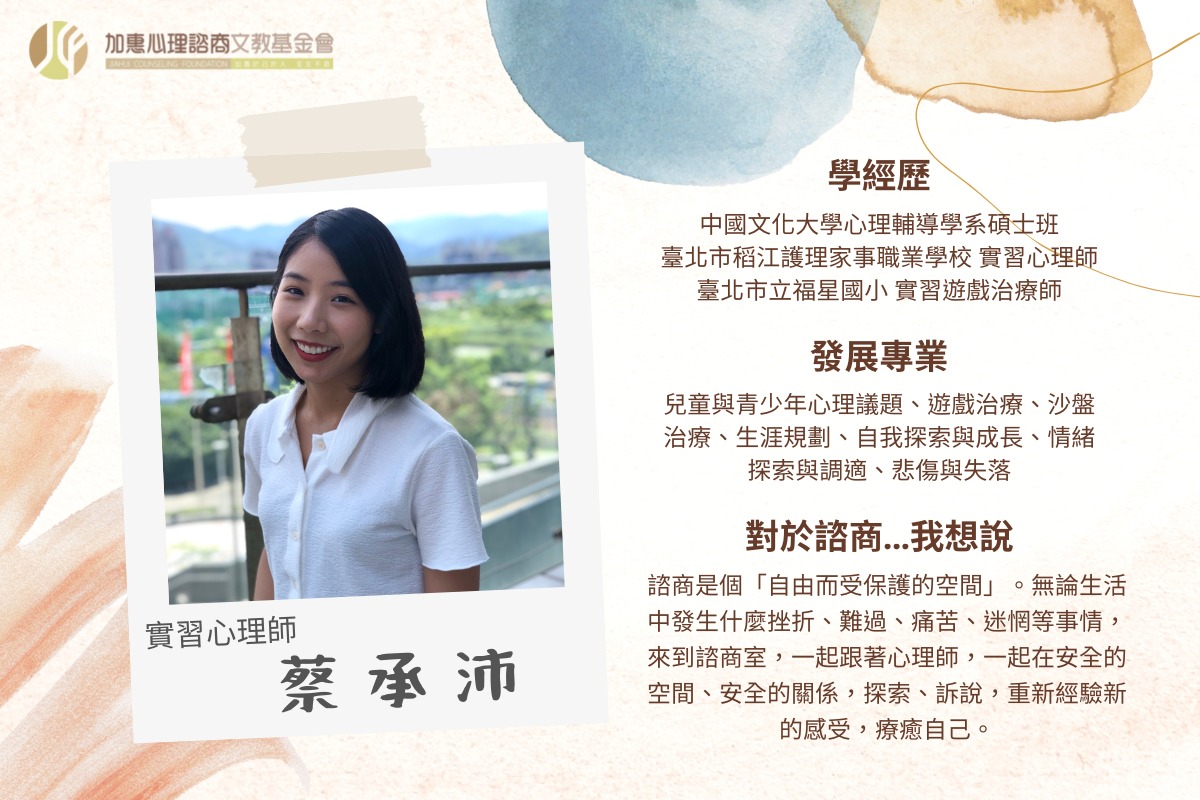 加惠心理諮商文教基金會
JIAHUI COUNSELING FOUNDATION
實習心理師
蔡承沛
學經歷
中國文化大學心理輔導學系碩士班
臺北市稻江護理家事職業學校 實習心理師
臺北市立福星國小 實習遊戲治療師
發展專業
兒童與青少年心理議題、遊戲治療、沙盤
治療、生涯規劃、自我探索與成長、情緒
探索與調適、悲傷與失落
對於諮商...我想說
諮商是個「自由而受保護的空間」。無論生活
中發生什麼挫折、難過、痛苦、迷惘等事情，
來到諮商室，一起跟著心理師，一起在安全的
空間、安全的關係，探索、訴說，重新經驗新
的感受，療癒自己。